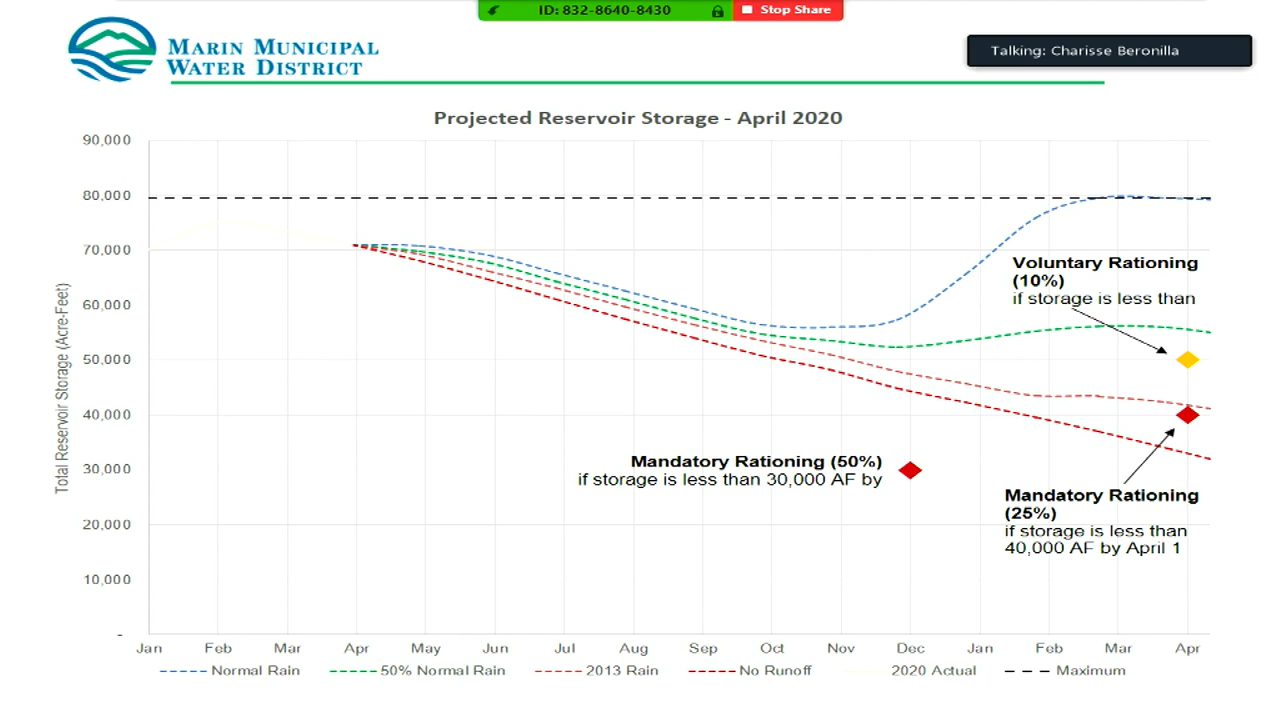 ID: 832-8640-8430
Stop Share
MARIN MUNICIPAL
WATER DISTRICT
Talking: Charisse Beronilla
Projected Reservoir Storage - April 2020
90,000
80,000
70,000
60,000
50,000
40,000
30,000
20,000
10,000
-
Total Reservoir Storage (Acre-Feet)
Voluntary Rationing
(10%)
if storage is less than
Mandatory Rationing (50%)
if storage is less than 30,000 AF by
Mandatory Rationing
(25%)
if storage is less than
40,000 AF by April 1
Jan Feb Mar Apr May Jun Jul Aug Sep Oct Nov Dec Jan Feb Mar Apr
Normal Rain 50% Normal Rain 2013 Rain No Runoff 2020 Actual Maximum